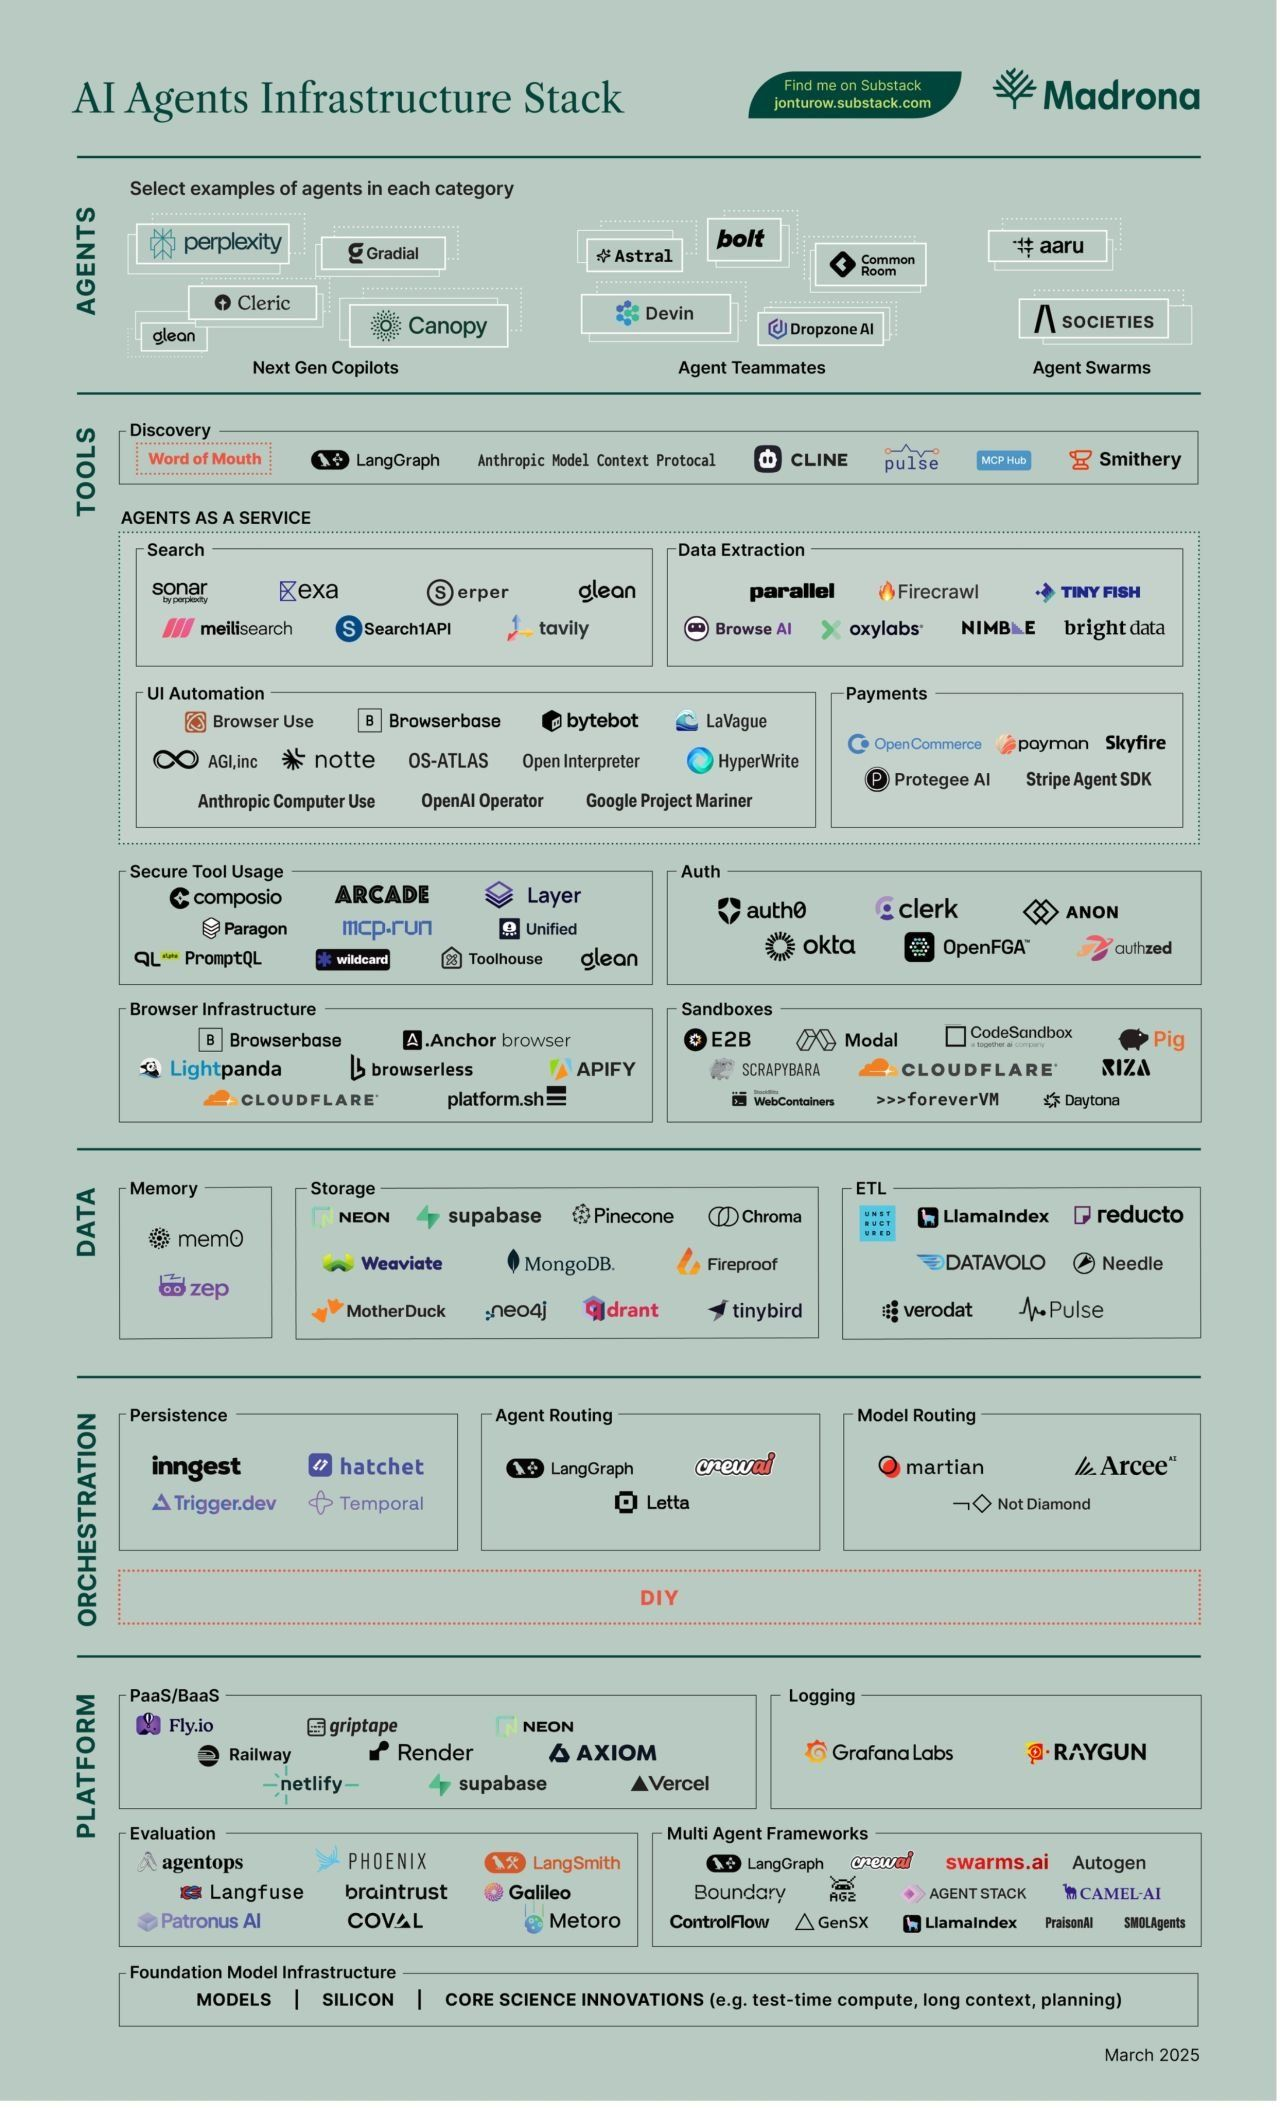 AI Agents Infrastructure Stack
Find me on Substack
jonturow.substack.com
Madrona
AGENTS
Select examples of agents in each category
perplexity
Gradial
Cleric
glean
Canopy
Next Gen Copilots
Astral
bolt
Common Room
Devin
Dropzone AI
Agent Teammates
aaru
SOCIETIES
Agent Swarms
TOOLS
Discovery
Word of Mouth LangGraph Anthropic Model Context Protocal CLINE pulse MCP Hub Smithery
AGENTS AS A SERVICE
Search
sonar by perplexity exa Serper glean
meilisearch Search1API tavily
Data Extraction
parallel Firecrawl TINY FISH
Browse AI oxylabs NIMBLE bright data
UI Automation
Browser Use Browserbase bytebot LaVague
AGI,inc notte OS-ATLAS Open Interpreter HyperWrite
Anthropic Computer Use OpenAI Operator Google Project Mariner
Payments
OpenCommerce payman Skyfire
Protegee AI Stripe Agent SDK
Secure Tool Usage
composio ARCADE Layer
Paragon mcp.run Unified
QL alpha PromptQL wildcard Toolhouse glean
Auth
auth0 clerk ANON
okta OpenFGA™ authzed
Browser Infrastructure
B Browserbase Anchor browser
Lightpanda browserless APIFY
CLOUDFLARE platform.sh
Sandboxes
E2B Modal CodeSandbox a together ai company Pig
SCRAPYBARA CLOUDFLARE RIZA
StackBlitz WebContainers >>>foreverVM Daytona
DATA
Memory
mem0
zep
Storage
NEON supabase Pinecone Chroma
Weaviate MongoDB. Fireproof
MotherDuck neo4j qdrant tinybird
ETL
UNSTRUCTURED LlamaIndex reducto
DATAVOLO Needle
verodat Pulse
ORCHESTRATION
Persistence
inngest hatchet
Trigger.dev Temporal
Agent Routing
LangGraph crewai
Letta
Model Routing
martian Arcee AI
Not Diamond
DIY
PLATFORM
PaaS/BaaS
Fly.io griptape NEON
Railway Render AXIOM
netlify supabase Vercel
Logging
Grafana Labs RAYGUN
Evaluation
agentops PHOENIX LangSmith
Langfuse braintrust Galileo
Patronus AI COVAL Metoro
Multi Agent Frameworks
LangGraph crewai swarms.ai Autogen
Boundary AG2 AGENT STACK CAMEL-AI
ControlFlow GenSX LlamaIndex PraisonAI SMOLAgents
Foundation Model Infrastructure
MODELS | SILICON | CORE SCIENCE INNOVATIONS (e.g. test-time compute, long context, planning)
March 2025